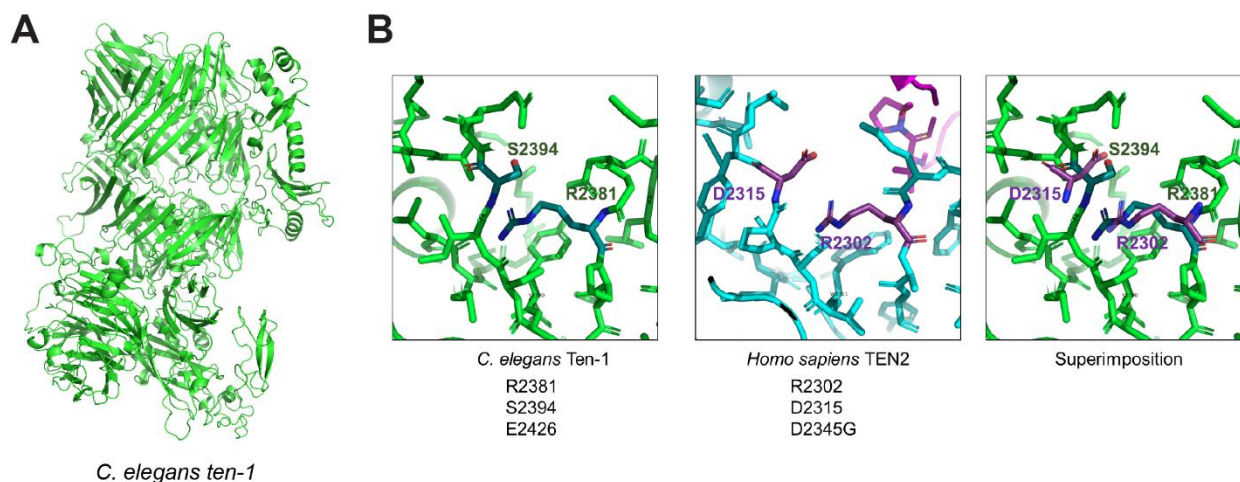 A
B
C. elegans ten-1
S2394
R2381
C. elegans Ten-1
R2381
S2394
E2426
D2315
R2302
Homo sapiens TEN2
R2302
D2315
D2345G
S2394
D2315
R2381
R2302
Superimposition